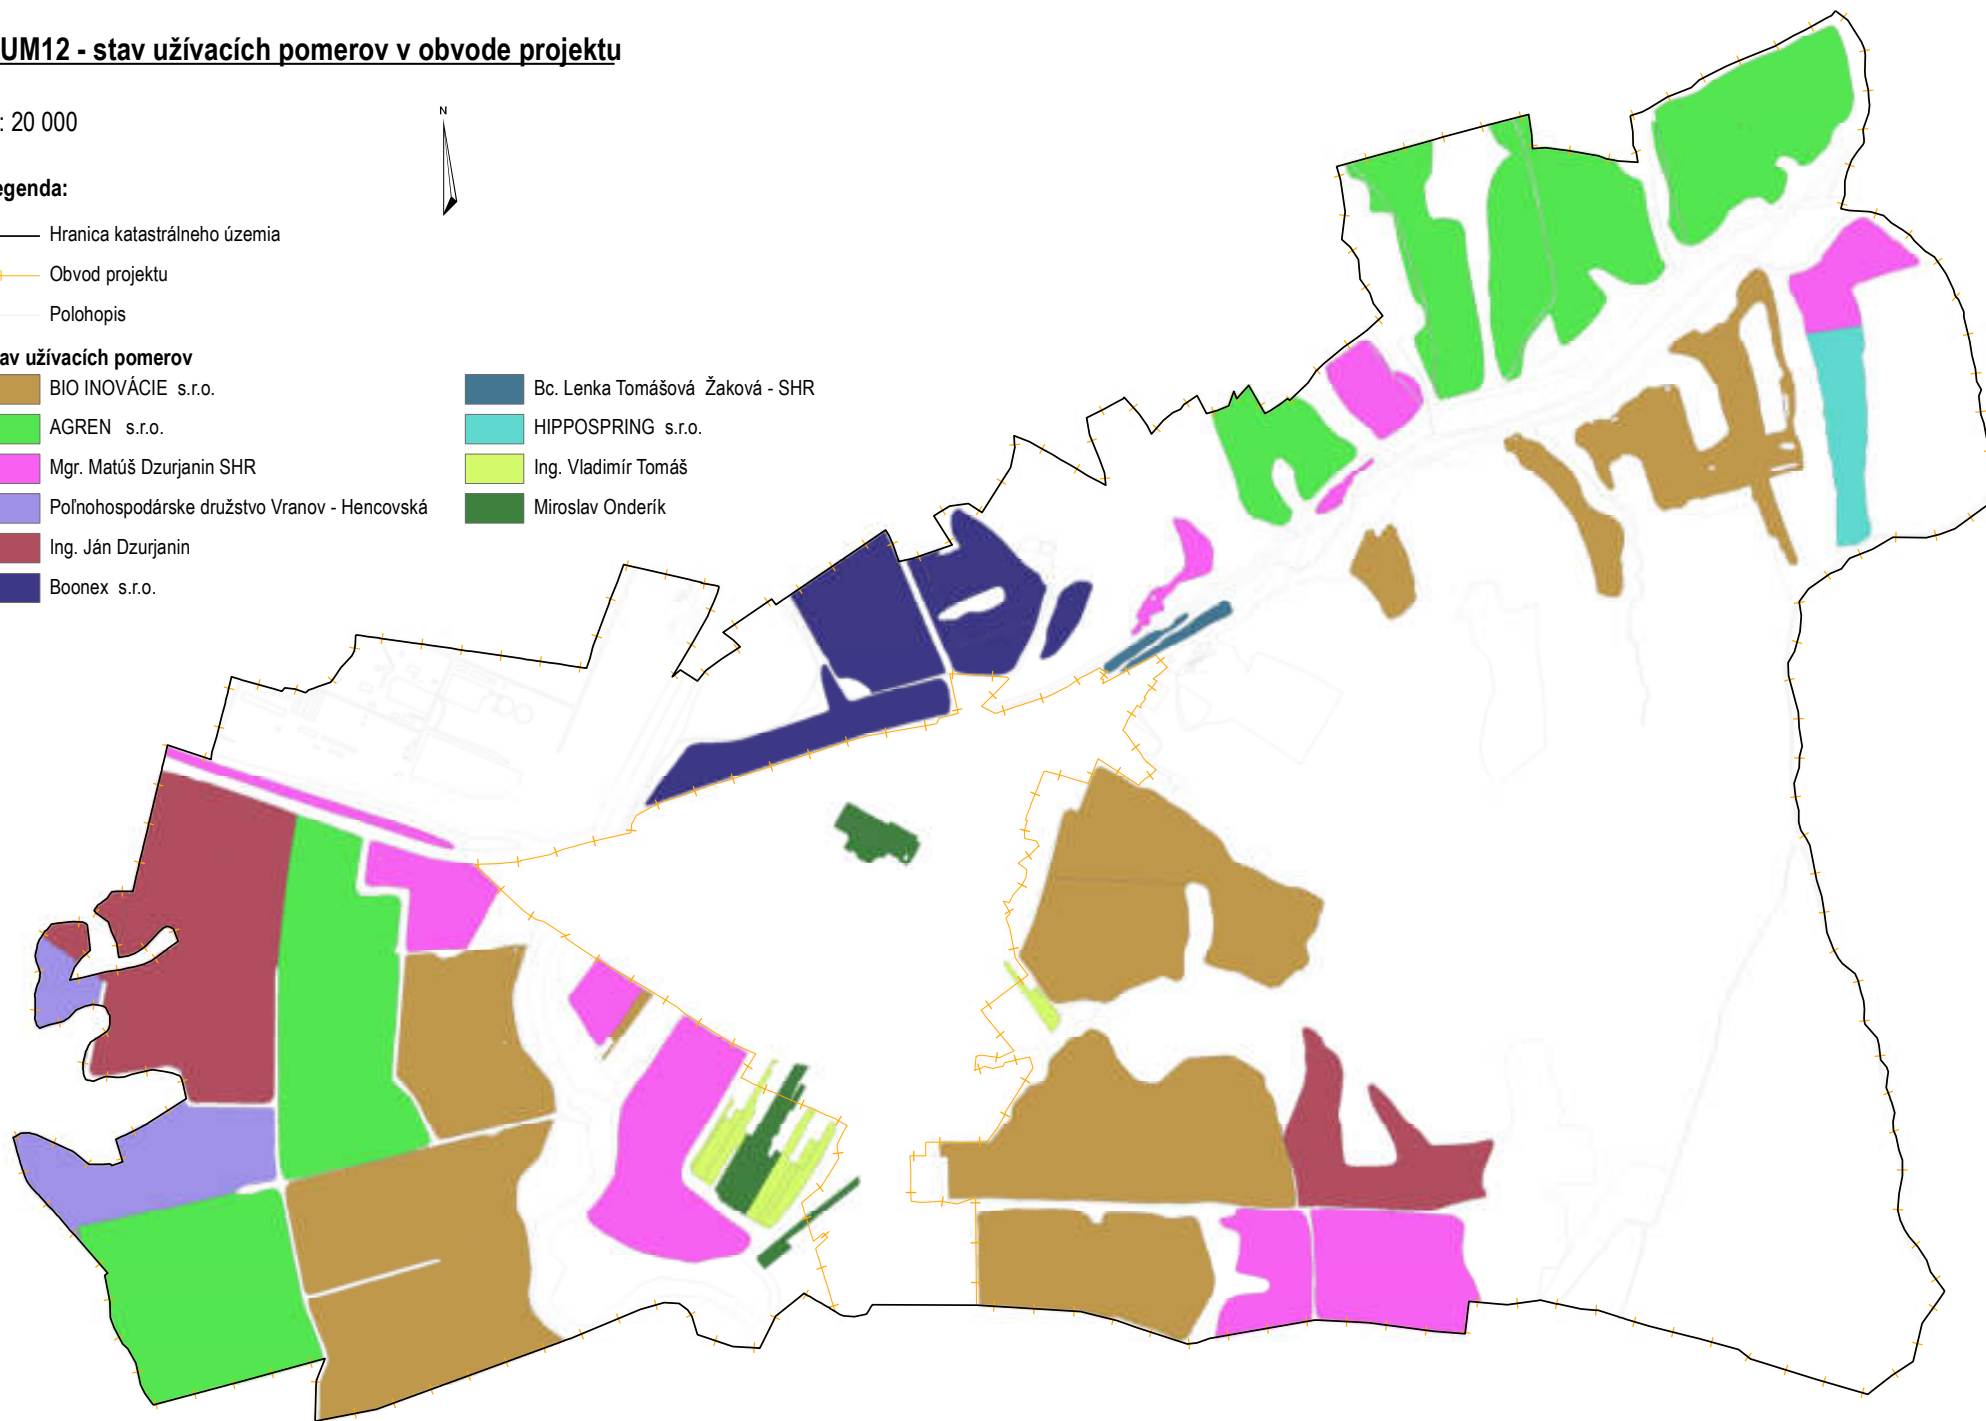 UM12 - stav užívacích pomerov v obvode projektu
: 20 000
N
egenda:
Hranica katastrálneho územia
Obvod projektu
Polohopis
av užívacích pomerov
BIO INOVÁCIE s.r.o.
AGREN s.r.o.
Mgr. Matúš Dzurjanin SHR
Poľnohospodárske družstvo Vranov - Hencovská
Ing. Ján Dzurjanin
Boonex s.r.o.
Bc. Lenka Tomášová Žaková - SHR
HIPPOSPRING s.r.o.
Ing. Vladimír Tomáš
Miroslav Onderík